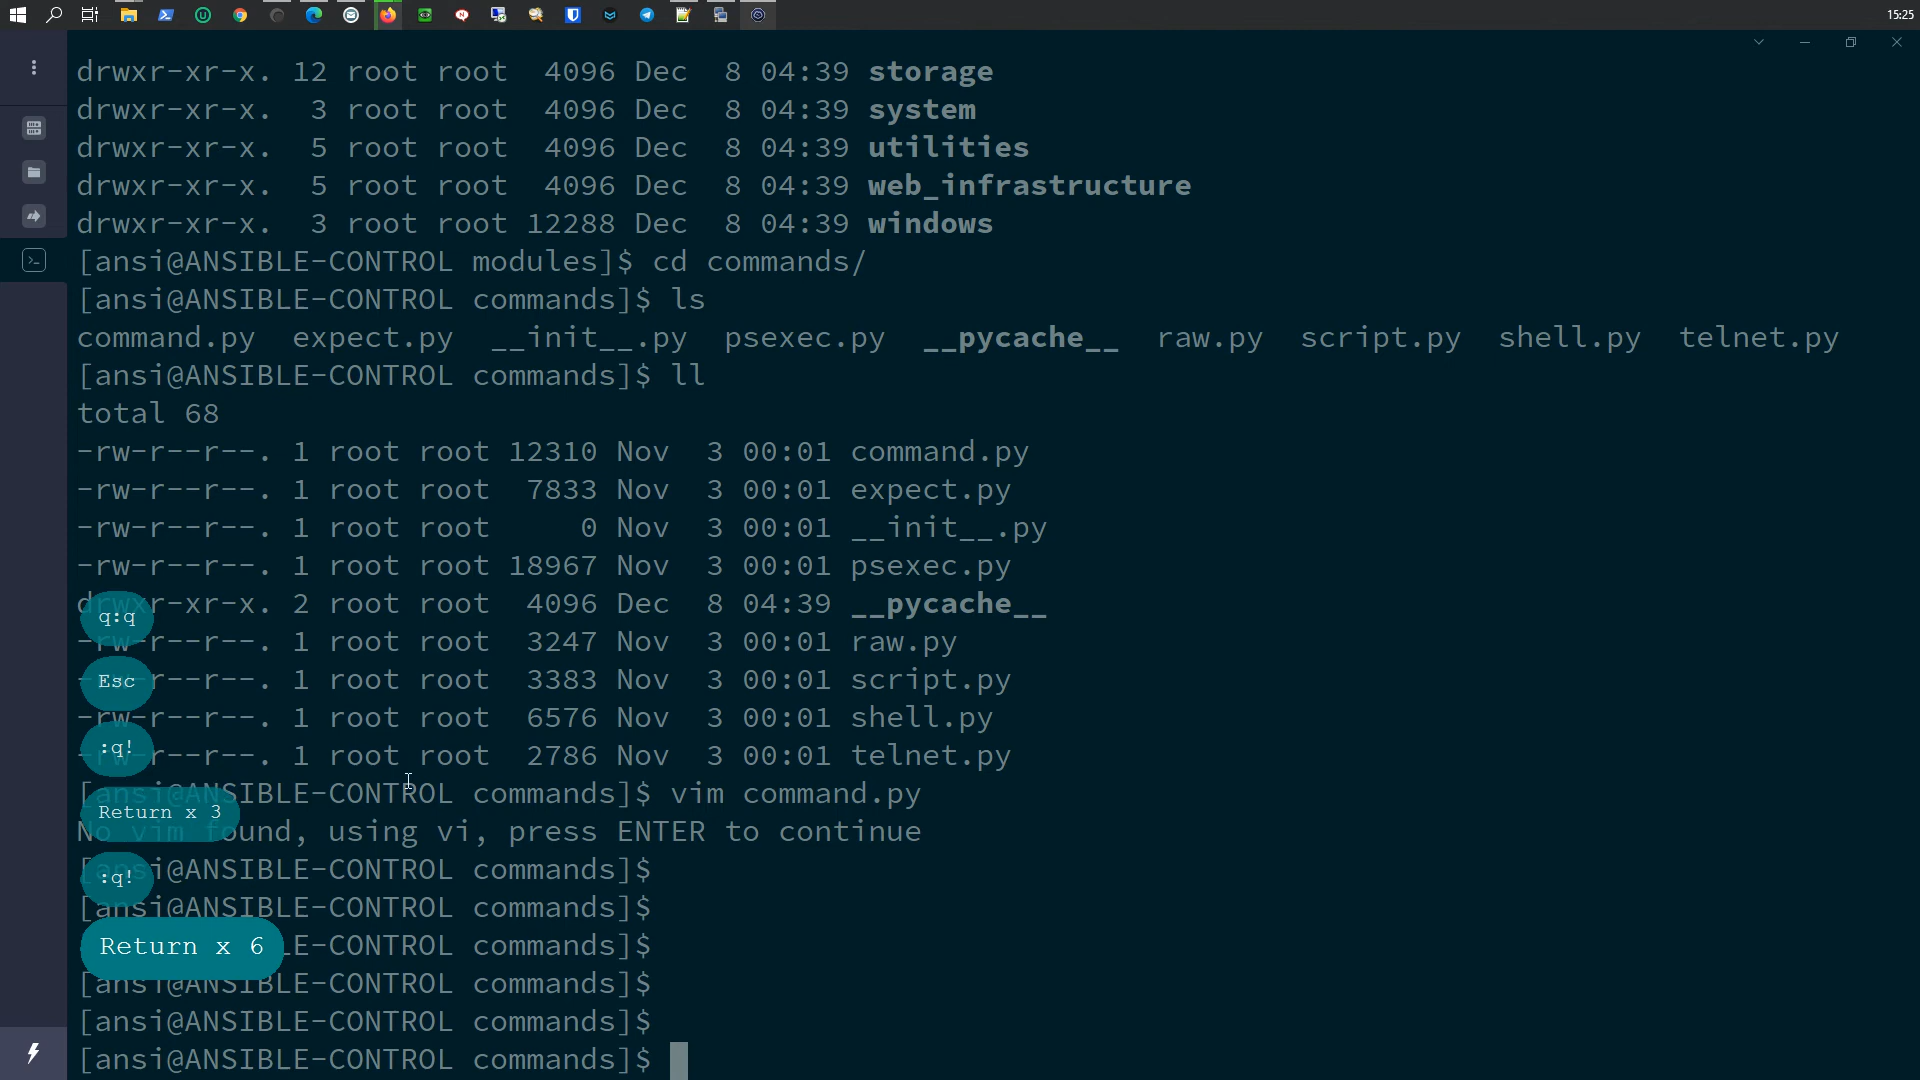 15:25
drwxr-xr-x. 12 root root  4096 Dec  8 04:39 storage
drwxr-xr-x.  3 root root  4096 Dec  8 04:39 system
drwxr-xr-x.  5 root root  4096 Dec  8 04:39 utilities
drwxr-xr-x.  5 root root  4096 Dec  8 04:39 web_infrastructure
drwxr-xr-x.  3 root root 12288 Dec  8 04:39 windows
[ansi@ANSIBLE-CONTROL modules]$ cd commands/
[ansi@ANSIBLE-CONTROL commands]$ ls
command.py  expect.py  __init__.py  psexec.py  __pycache__  raw.py  script.py  shell.py  telnet.py
[ansi@ANSIBLE-CONTROL commands]$ ll
total 68
-rw-r--r--. 1 root root 12310 Nov  3 00:01 command.py
-rw-r--r--. 1 root root  7833 Nov  3 00:01 expect.py
-rw-r--r--. 1 root root     0 Nov  3 00:01 __init__.py
-rw-r--r--. 1 root root 18967 Nov  3 00:01 psexec.py
drwxr-xr-x. 2 root root  4096 Dec  8 04:39 __pycache__
q:q
-rw-r--r--. 1 root root  3247 Nov  3 00:01 raw.py
-rw-r--r--. 1 root root  3383 Nov  3 00:01 script.py
Esc
-rw-r--r--. 1 root root  6576 Nov  3 00:01 shell.py
:q!
-rw-r--r--. 1 root root  2786 Nov  3 00:01 telnet.py
[ansi@ANSIBLE-CONTROL commands]$ vim command.py
Return x 3
No vim found, using vi, press ENTER to continue
[ansi@ANSIBLE-CONTROL commands]$
:q!
[ansi@ANSIBLE-CONTROL commands]$
[ansi@ANSIBLE-CONTROL commands]$
Return x 6
[ansi@ANSIBLE-CONTROL commands]$
[ansi@ANSIBLE-CONTROL commands]$
[ansi@ANSIBLE-CONTROL commands]$